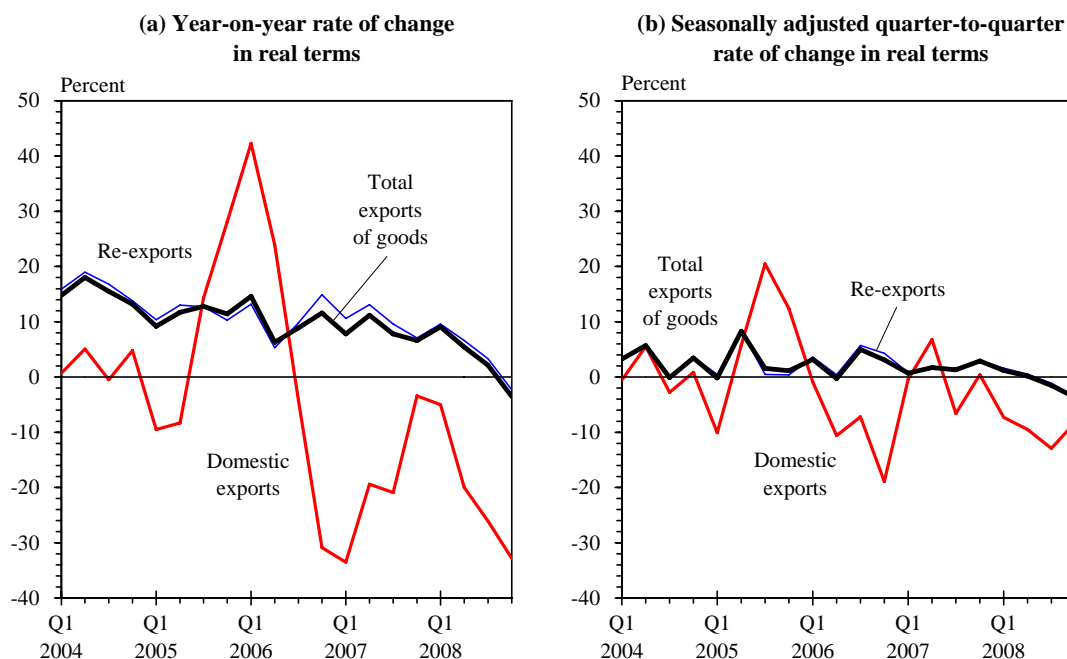 (a) Year-on-year rate of change
in real terms
Percent
50
40
30
20
10
0
-10
-20
-30
-40
Re-exports
Total
exports
of goods
Domestic
exports
Q1 Q1 Q1 Q1 Q1
2004 2005 2006 2007 2008
(b) Seasonally adjusted quarter-to-quarter
rate of change in real terms
Percent
50
40
30
20
10
0
-10
-20
-30
-40
Total
exports
of goods
Re-exports
Domestic
exports
Q1 Q1 Q1 Q1 Q1
2004 2005 2006 2007 2008